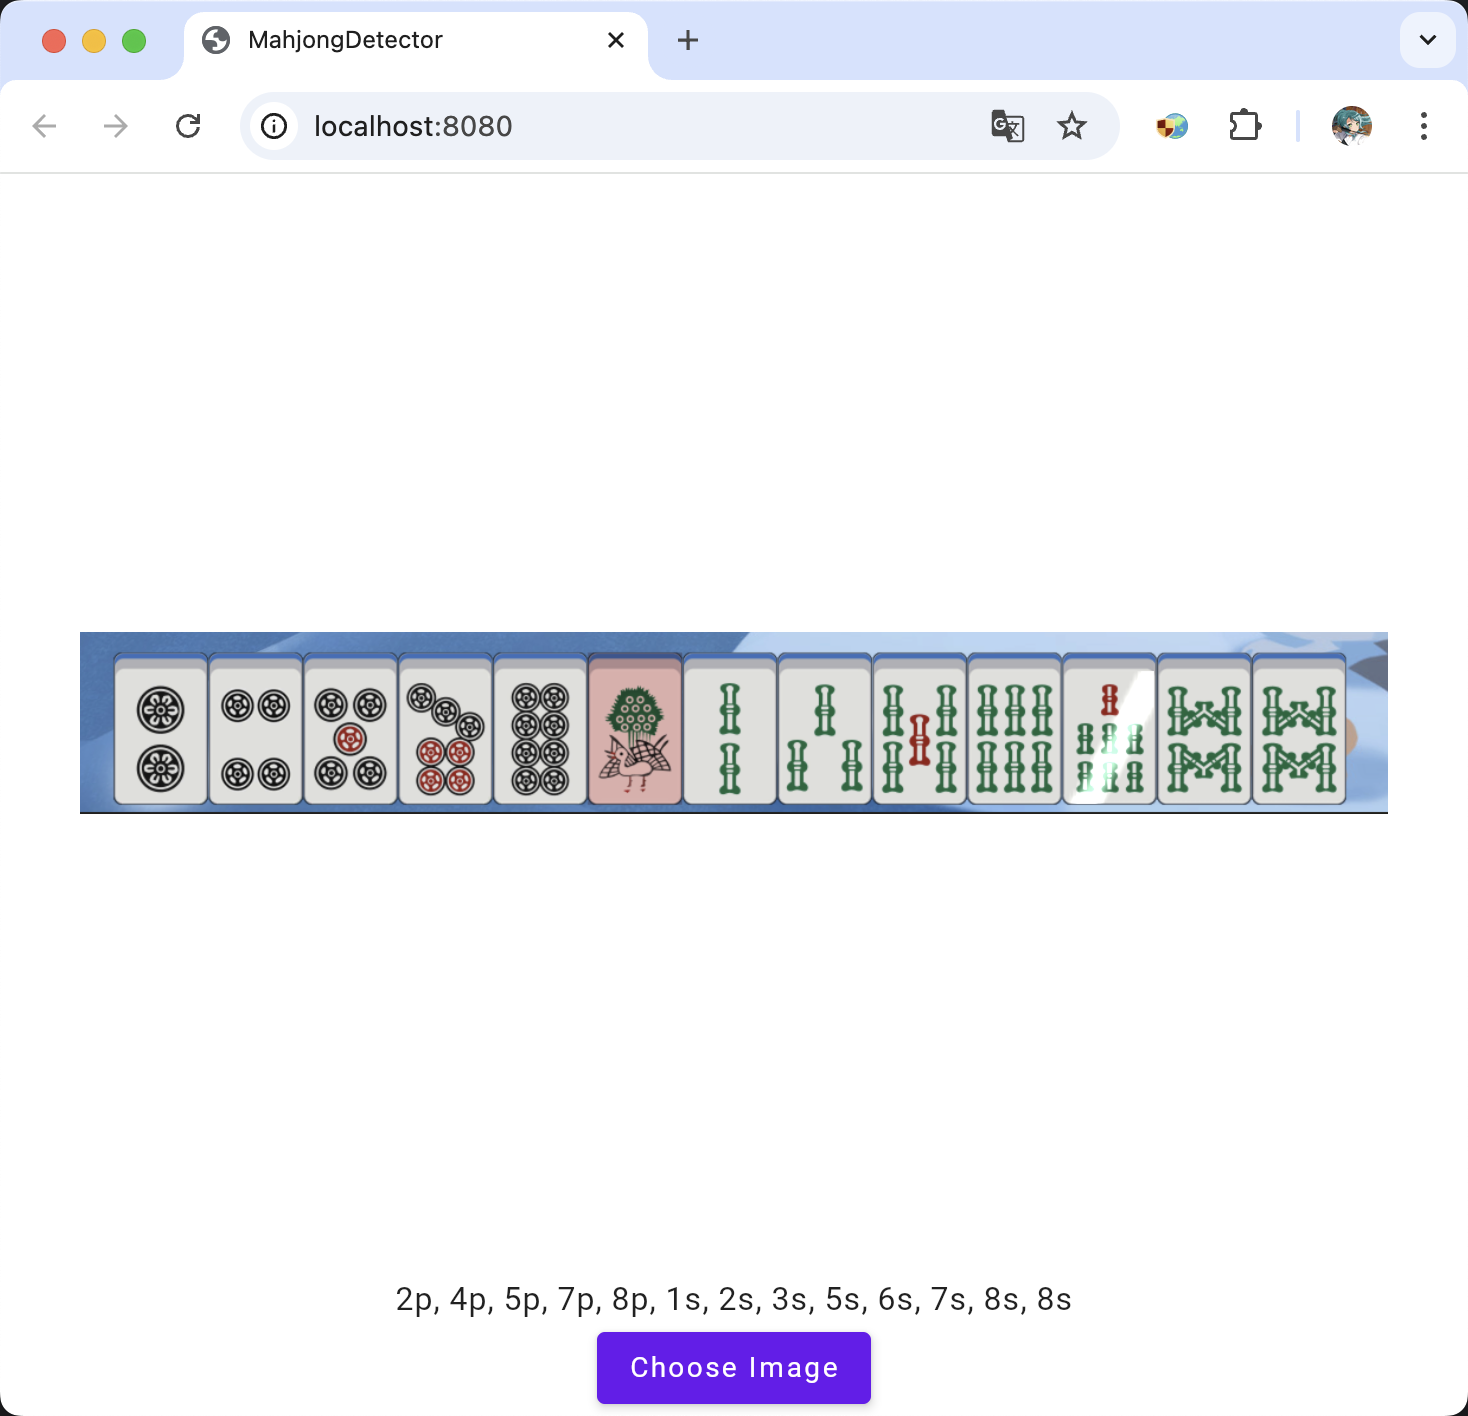 MahjongDetector
localhost:8080
2p, 4p, 5p, 7p, 8p, 1s, 2s, 3s, 5s, 6s, 7s, 8s, 8s
Choose Image